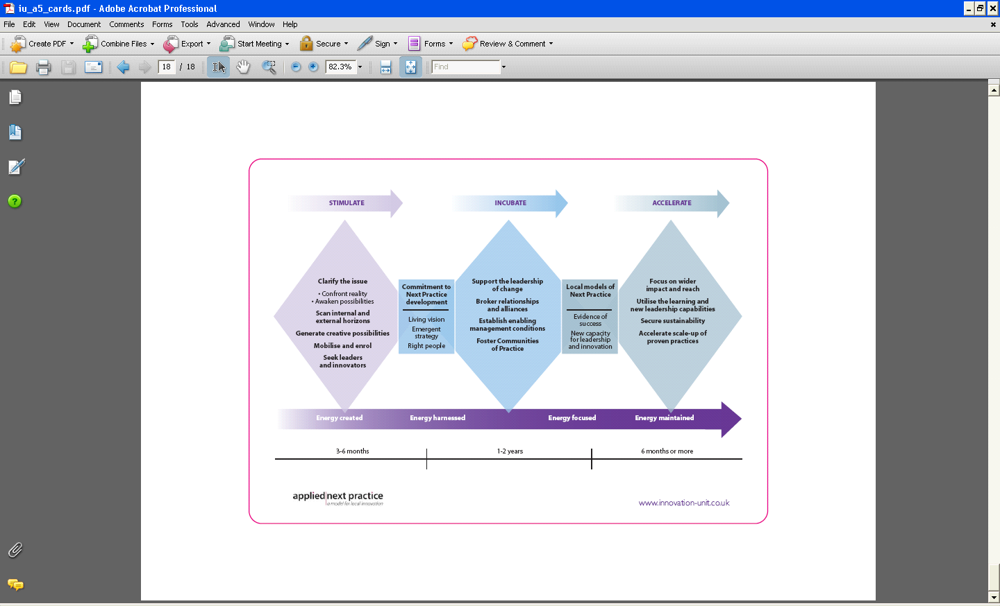 iu_a5_cards.pdf - Adobe Acrobat Professional
File Edit View Document Comments Forms Tools Advanced Window Help
Create PDF Combine Files Export Start Meeting Secure Sign Forms Review & Comment
18 / 18 82.3% Find
STIMULATE
INCUBATE
ACCELERATE
Clarify the issue
• Confront reality
• Awaken possibilities
Scan internal and
external horizons
Generate creative possibilities
Mobilise and enrol
Seek leaders
and innovators
Commitment to
Next Practice
development
Living vision
Emergent
strategy
Right people
Support the leadership
of change
Broker relationships
and alliances
Establish enabling
management conditions
Foster Communities
of Practice
Local models of
Next Practice
Evidence of
success
New capacity
for leadership
and innovation
Focus on wider
impact and reach
Utilise the learning and
new leadership capabilities
Secure sustainability
Accelerate scale-up of
proven practices
Energy created Energy harnessed Energy focused Energy maintained
3-6 months 1-2 years 6 months or more
applied next practice
a model for local innovation
www.innovation-unit.co.uk